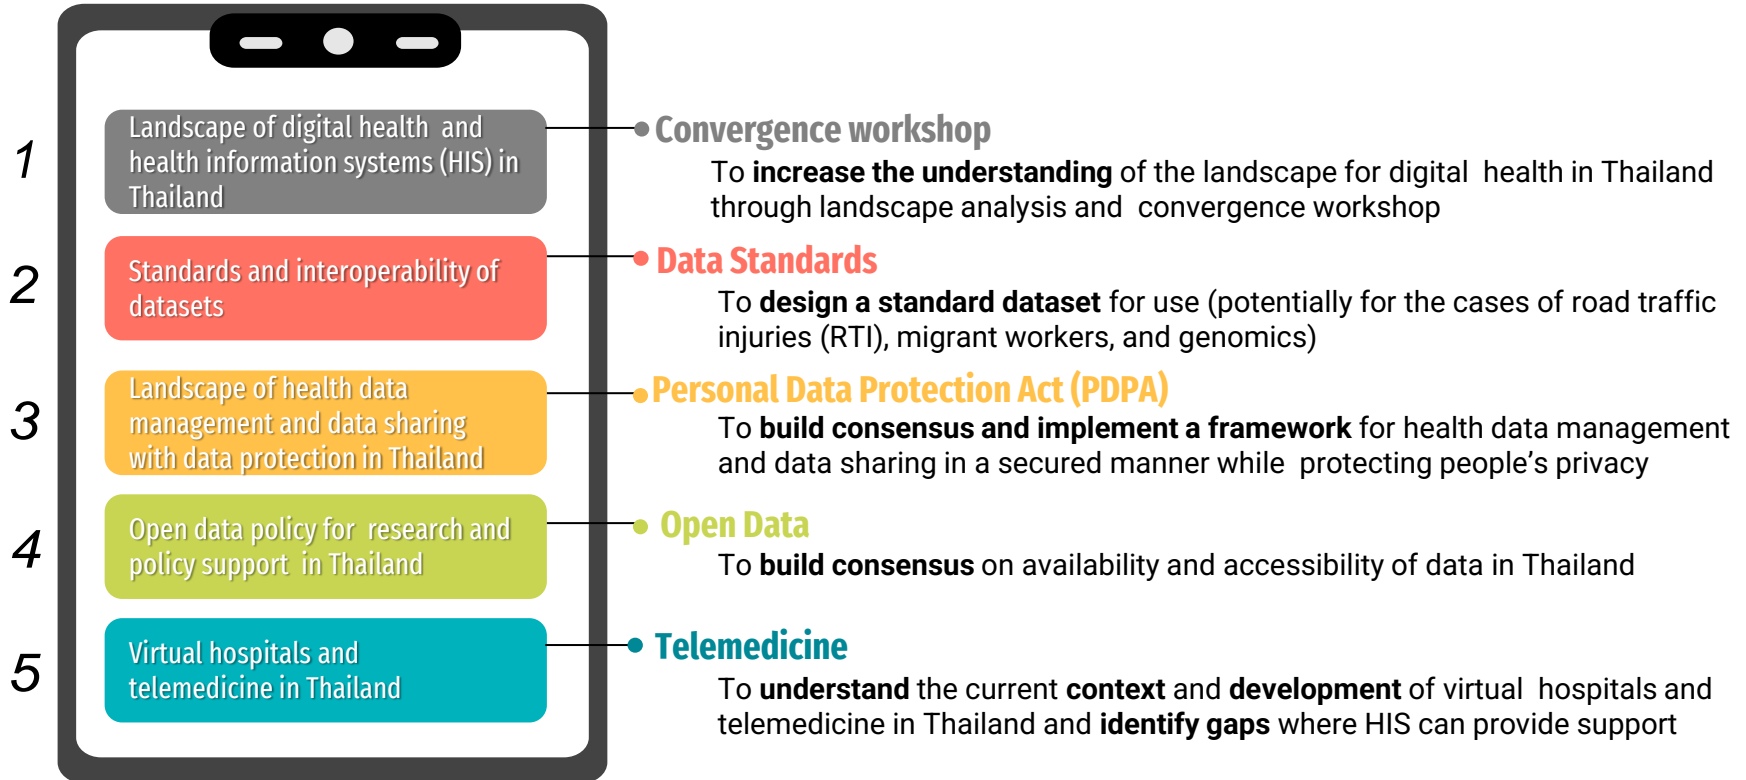 1
Landscape of digital health and
health information systems (HIS) in
Thailand
Convergence workshop
To increase the understanding of the landscape for digital health in Thailand
through landscape analysis and convergence workshop
2
Standards and interoperability of
datasets
Data Standards
To design a standard dataset for use (potentially for the cases of road traffic
injuries (RTI), migrant workers, and genomics)
3
Landscape of health data
management and data sharing
with data protection in Thailand
Personal Data Protection Act (PDPA)
To build consensus and implement a framework for health data management
and data sharing in a secured manner while protecting people’s privacy
4
Open data policy for research and
policy support in Thailand
Open Data
To build consensus on availability and accessibility of data in Thailand
5
Virtual hospitals and
telemedicine in Thailand
Telemedicine
To understand the current context and development of virtual hospitals and
telemedicine in Thailand and identify gaps where HIS can provide support